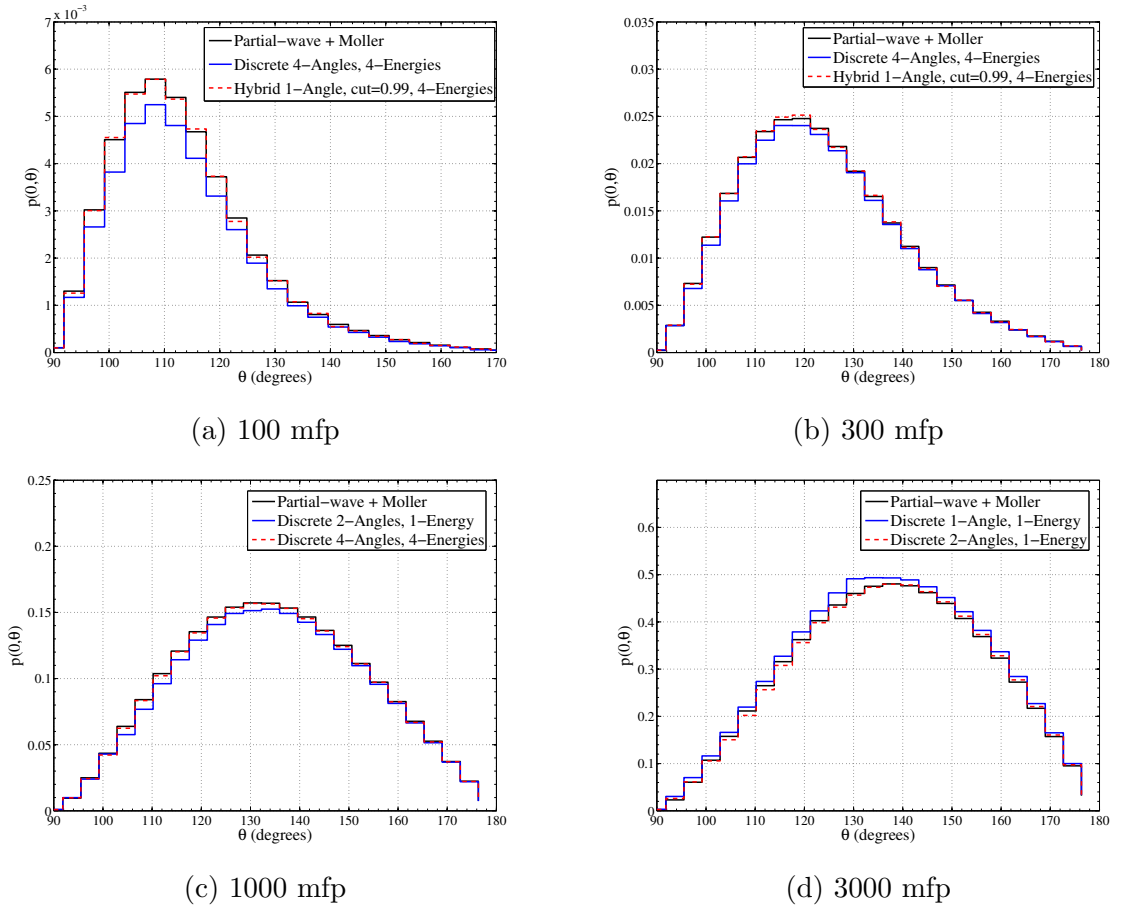 7 x 10⁻³
6
5
4
3
2
1
0
90 100 110 120 130 140 150 160 170
p(0,θ)
θ (degrees)
Partial−wave + Moller
Discrete 4−Angles, 4−Energies
Hybrid 1−Angle, cut=0.99, 4−Energies
(a) 100 mfp
0.035
0.03
0.025
0.02
0.015
0.01
0.005
0
90 100 110 120 130 140 150 160 170 180
p(0,θ)
θ (degrees)
Partial−wave + Moller
Discrete 4−Angles, 4−Energies
Hybrid 1−Angle, cut=0.99, 4−Energies
(b) 300 mfp
0.25
0.2
0.15
0.1
0.05
0
90 100 110 120 130 140 150 160 170 180
p(0,θ)
θ (degrees)
Partial−wave + Moller
Discrete 2−Angles, 1−Energy
Discrete 4−Angles, 4−Energies
(c) 1000 mfp
0.6
0.5
0.4
0.3
0.2
0.1
0
90 100 110 120 130 140 150 160 170 180
p(0,θ)
θ (degrees)
Partial−wave + Moller
Discrete 1−Angle, 1−Energy
Discrete 2−Angles, 1−Energy
(d) 3000 mfp